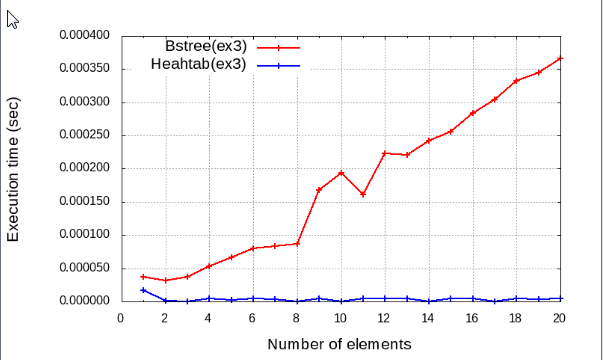 0.000400
Bstree(ex3)
0.000350
Heahtab(ex3)
0.000300
0.000250
0.000200
0.000150
0.000100
0.000050
0.000000
Execution time (sec)
0 2 4 6 8 10 12 14 16 18 20
Number of elements